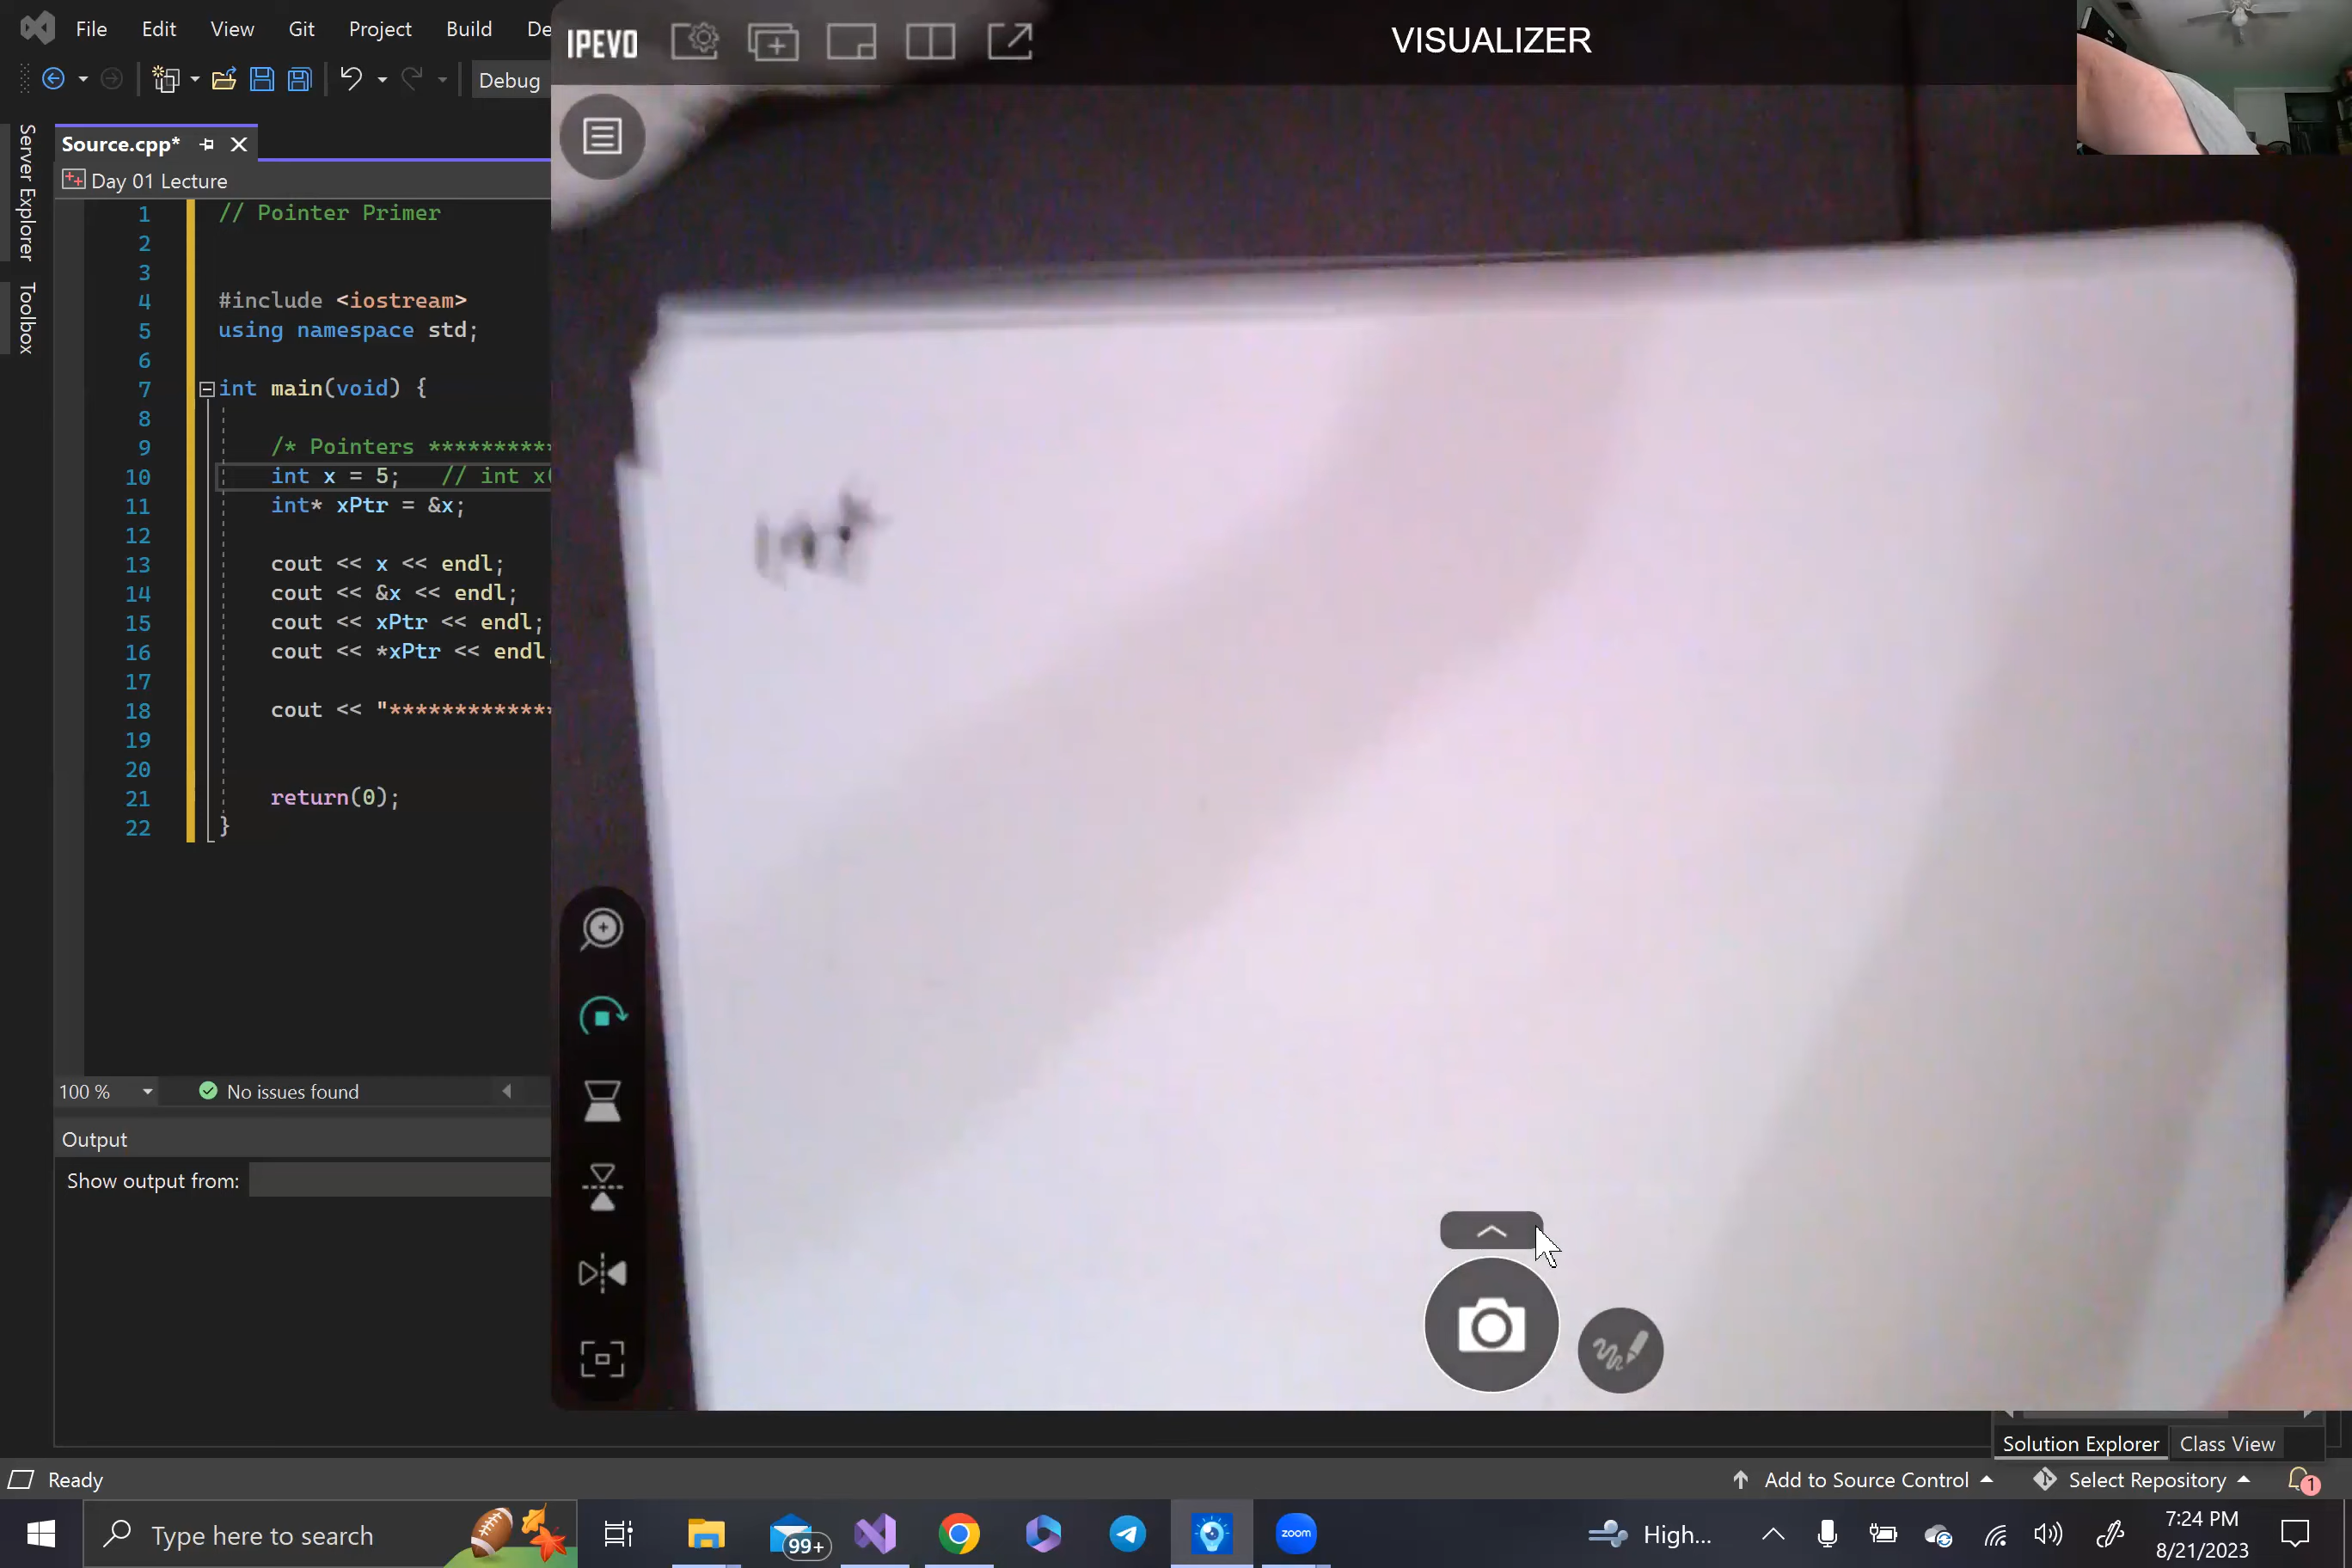 File Edit View Git Project Build De
IPEVO
VISUALIZER
Debug
Server Explorer
Toolbox
Source.cpp*
Day 01 Lecture
1 // Pointer Primer
2
3
4 #include <iostream>
5 using namespace std;
6
7 int main(void) {
8
9 /* Pointers **********
10 int x = 5; // int x(
11 int* xPtr = &x;
12
13 cout << x << endl;
14 cout << &x << endl;
15 cout << xPtr << endl;
16 cout << *xPtr << endl;
17
18 cout << "*************
19
20
21 return(0);
22 }
int
100 %
No issues found
Output
Show output from:
Solution Explorer Class View
Ready
Add to Source Control
Select Repository
1
Type here to search
99+
zoom
High...
7:24 PM
8/21/2023